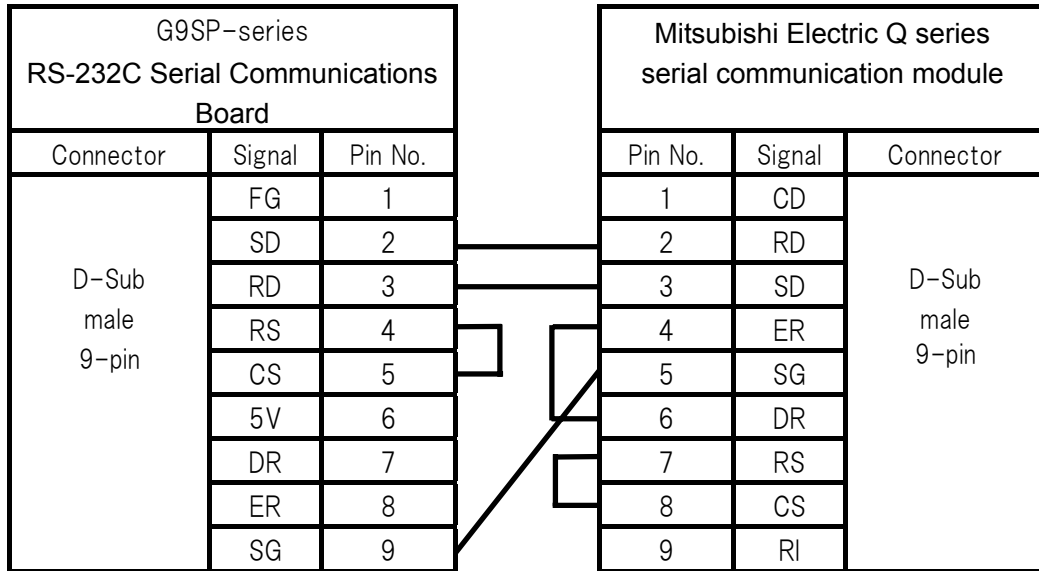 G9SP-series
RS-232C Serial Communications
Board
Connector Signal Pin No.
FG 1
SD 2
D-Sub
male
9-pin
RD 3
RS 4
CS 5
5V 6
DR 7
ER 8
SG 9
Mitsubishi Electric Q series
serial communication module
Pin No. Signal Connector
1 CD
2 RD
3 SD
D-Sub
male
9-pin
4 ER
5 SG
6 DR
7 RS
8 CS
9 RI